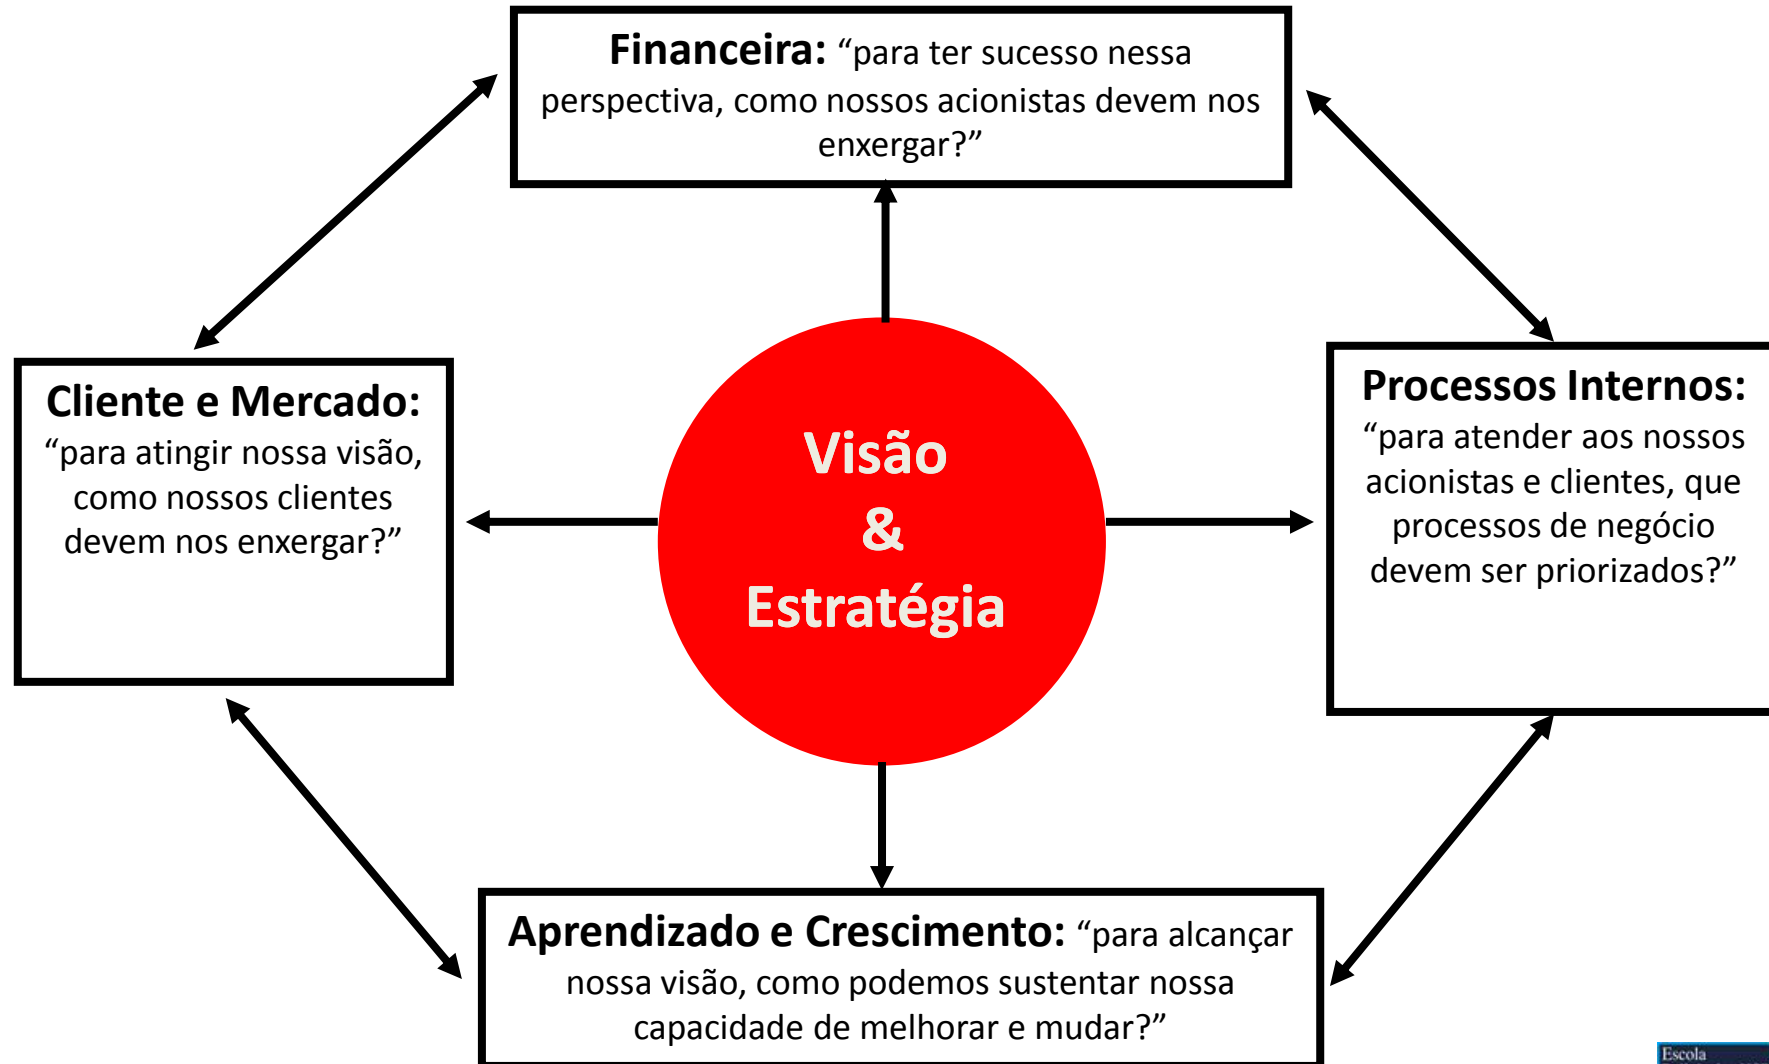 Financeira: “para ter sucesso nessa
perspectiva, como nossos acionistas devem nos
enxergar?”
Cliente e Mercado:
“para atingir nossa visão,
como nossos clientes
devem nos enxergar?”
Visão
&
Estratégia
Processos Internos:
“para atender aos nossos
acionistas e clientes, que
processos de negócio
devem ser priorizados?”
Aprendizado e Crescimento: “para alcançar
nossa visão, como podemos sustentar nossa
capacidade de melhorar e mudar?”
Escola